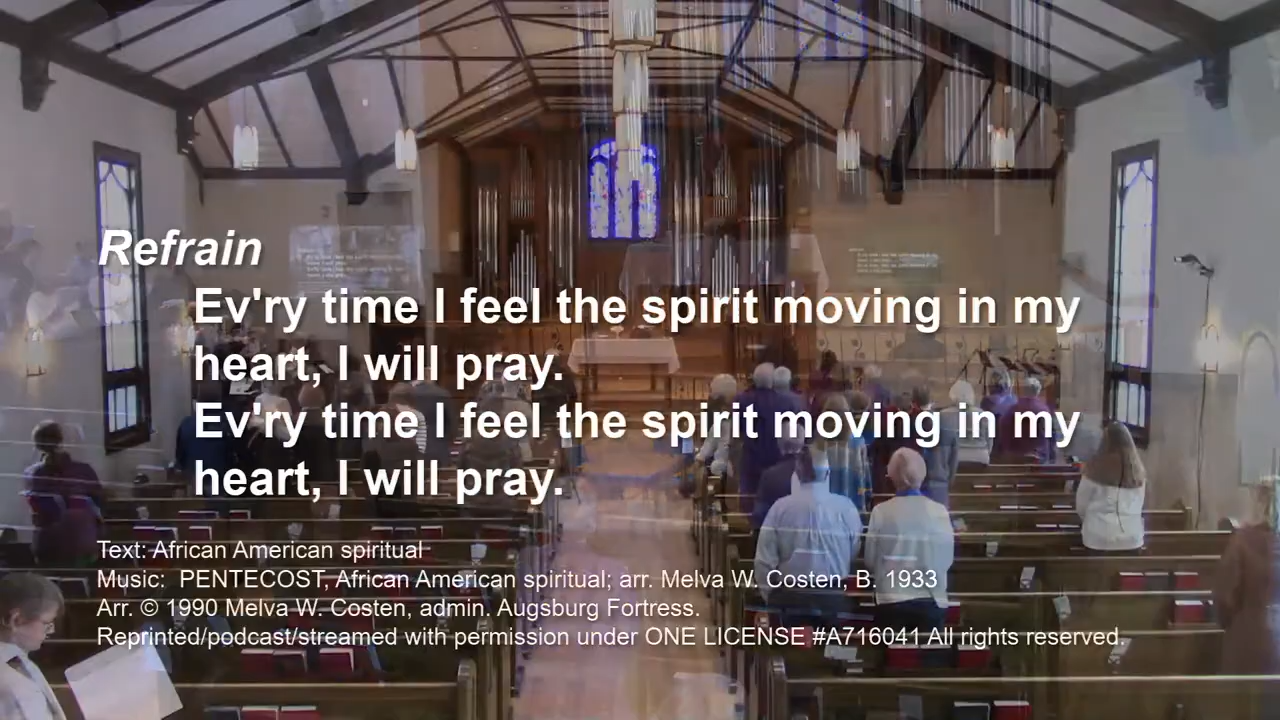 Refrain
Ev'ry time I feel the spirit moving in my
heart, I will pray.
Ev'ry time I feel the spirit moving in my
heart, I will pray.
Text: African American spiritual
Music: PENTECOST, African American spiritual; arr. Melva W. Costen, B. 1933
Arr. © 1990 Melva W. Costen, admin. Augsburg Fortress.
Reprinted/podcast/streamed with permission under ONE LICENSE #A716041 All rights reserved.